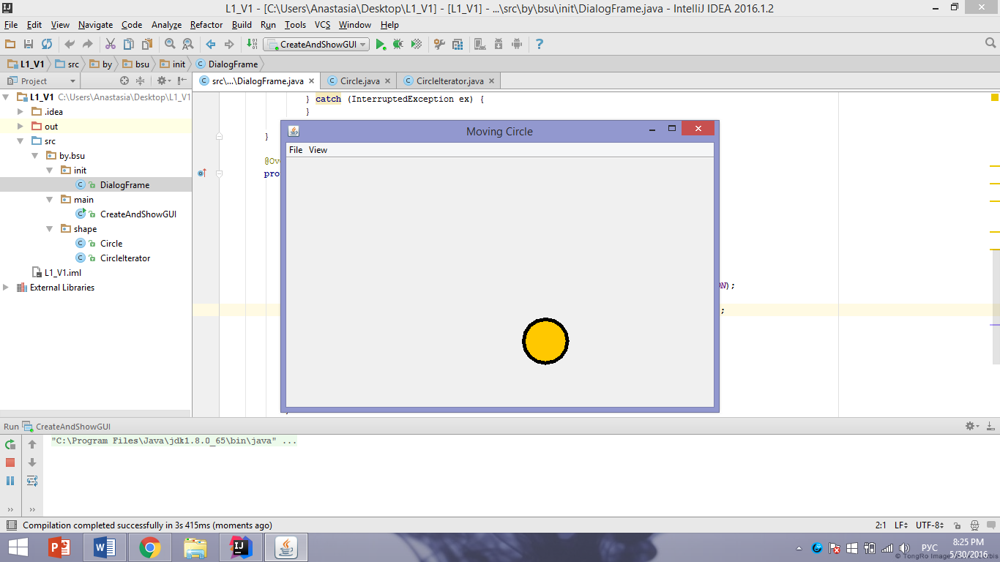 L1_V1 - [C:\Users\Anastasia\Desktop\L1_V1] - [L1_V1] - ...\src\by\bsu\init\DialogFrame.java - IntelliJ IDEA 2016.1.2
File Edit View Navigate Code Analyze Refactor Build Run Tools VCS Window Help
CreateAndShowGUI
L1_V1 src by bsu init DialogFrame
Project
src\...\DialogFrame.java Circle.java CircleIterator.java
L1_V1 C:\Users\Anastasia\Desktop\L1_V1
.idea
out
src
by.bsu
init
DialogFrame
main
CreateAndShowGUI
shape
Circle
CircleIterator
L1_V1.iml
External Libraries
} catch (InterruptedException ex) {
}
}
@Ov
pro
ON);
;
Moving Circle
File View
Run CreateAndShowGUI
"C:\Program Files\Java\jdk1.8.0_65\bin\java" ...
Compilation completed successfully in 3s 415ms (moments ago)
2:1 LF UTF-8
РУС
8:25 PM
5/30/2016
© TongRo Image